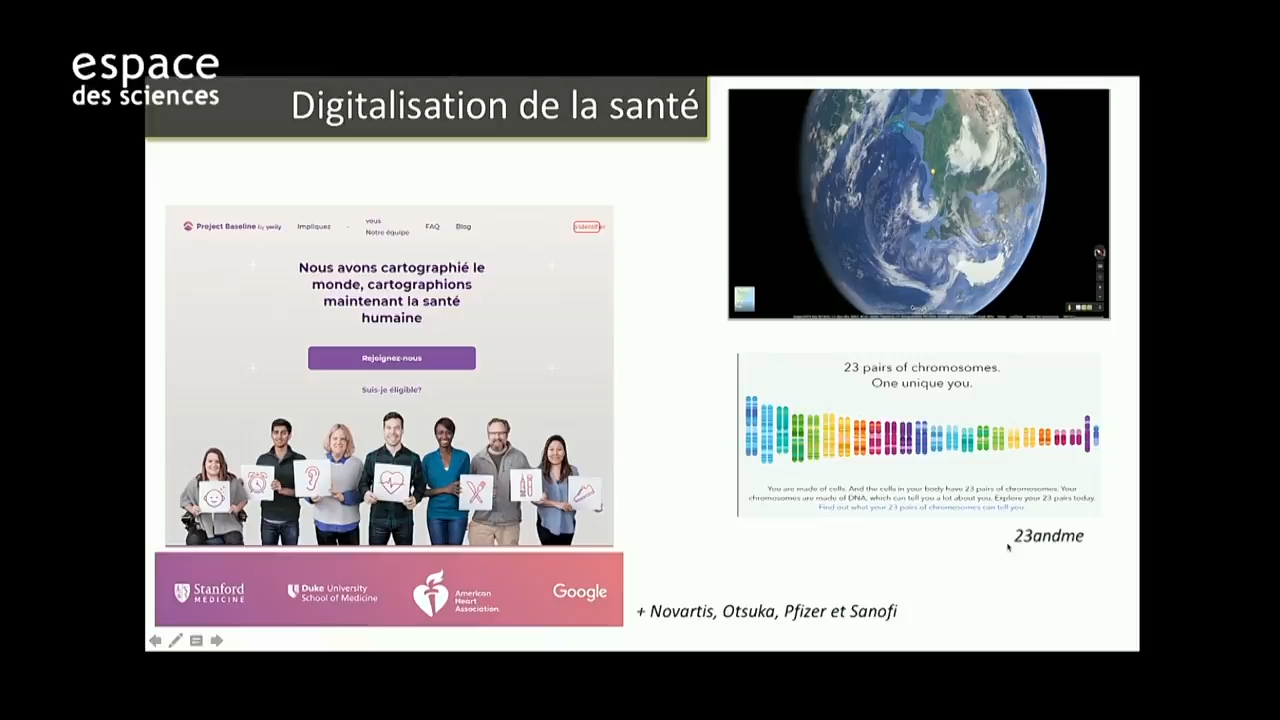 espace
des sciences
Digitalisation de la santé
Project Baseline by verily
Impliquez
-
vous
Notre équipe
FAQ
Blog
Nous avons cartographié le
monde, cartographions
maintenant la santé
humaine
Rejoignez-nous
Suis-je éligible?
Stanford
MEDICINE
Duke University
School of Medicine
American
Heart
Association.
Google
+ Novartis, Otsuka, Pfizer et Sanofi
Google
23 pairs of chromosomes.
One unique you.
You are made of cells. And the cells in your body have 23 pairs of chromosomes. Your
chromosomes are made of DNA, which can tell you a lot about you. Explore your 23 pairs today.
Find out what your 23 pairs of chromosomes can tell you.
23andme